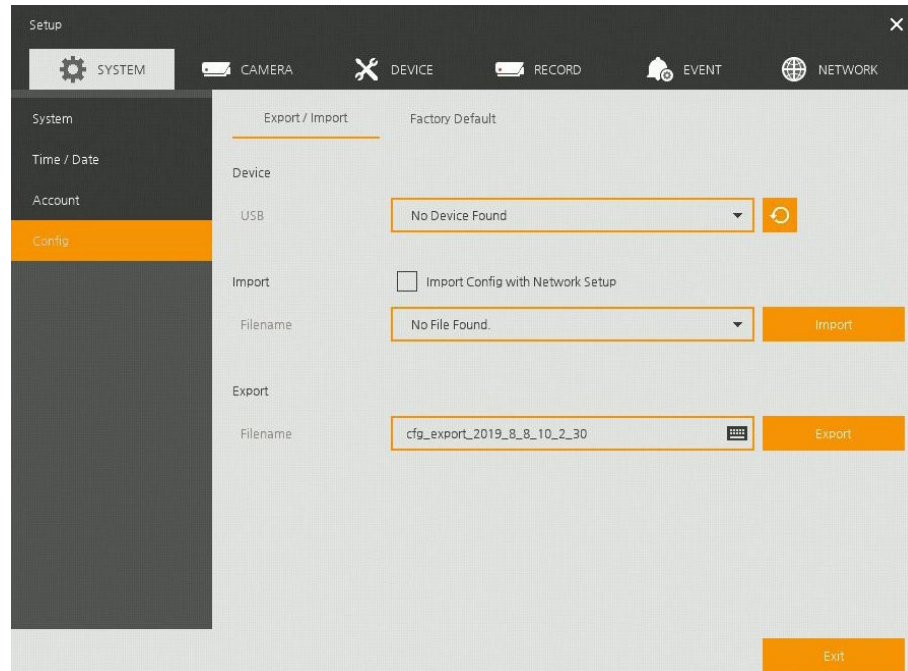 Setup
SYSTEM CAMERA DEVICE RECORD EVENT NETWORK
System
Time / Date
Account
Config
Export / Import Factory Default
Device
USB No Device Found
Import Import Config with Network Setup
Filename No File Found. Import
Export
Filename cfg_export_2019_8_8_10_2_30 Export
Exit